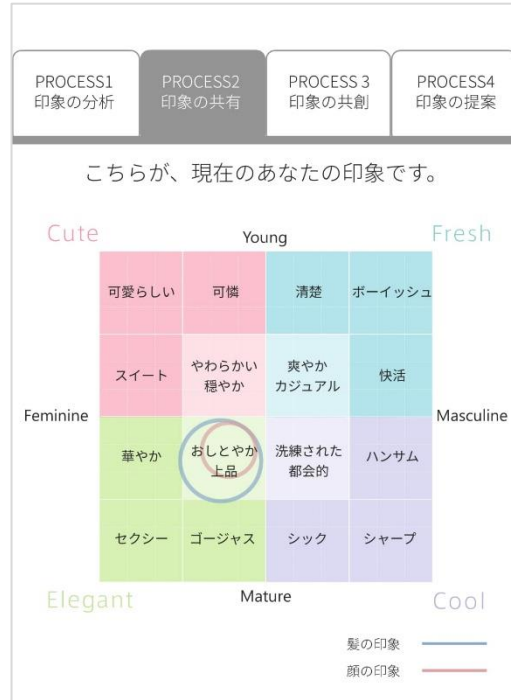 PROCESS1
印象の分析
PROCESS2
印象の共有
PROCESS 3
印象の共創
PROCESS4
印象の提案
こちらが、現在のあなたの印象です。
Cute
Young
Fresh
可愛らしい
可憐
清楚
ボーイッシュ
スイート
やわらかい
穏やか
爽やか
カジュアル
快活
Feminine
Masculine
華やか
おしとやか
上品
洗練された
都会的
ハンサム
セクシー
ゴージャス
シック
シャープ
Elegant
Mature
Cool
髪の印象
顔の印象